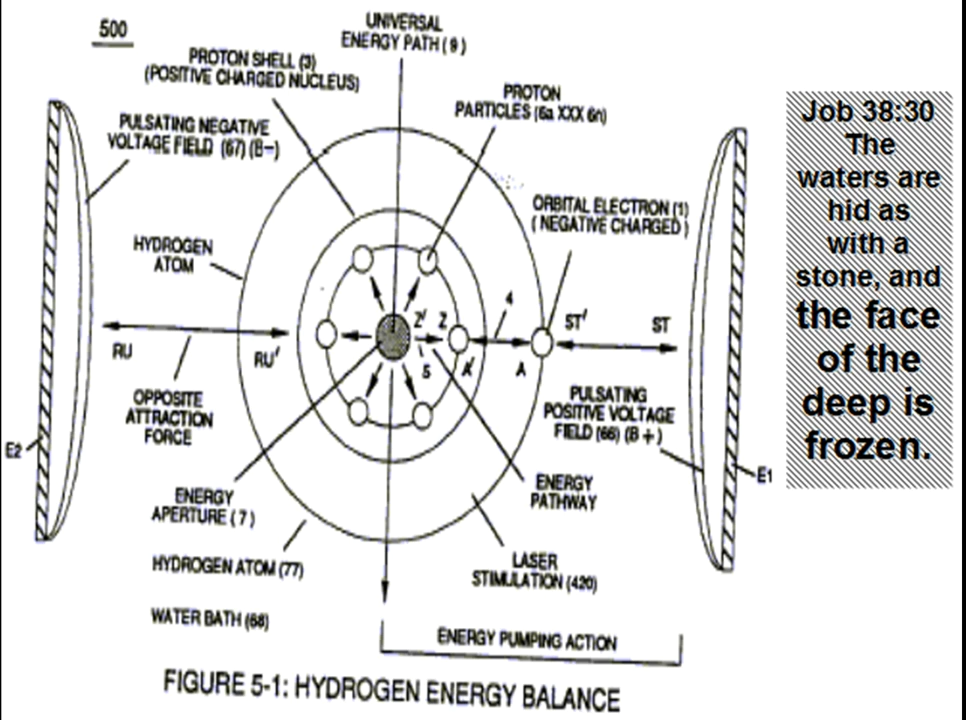 500
UNIVERSAL
ENERGY PATH (9)
PROTON SHELL (3)
(POSITIVE CHARGED NUCLEUS)
PROTON
PARTICLES (6a XXX 6n)
PULSATING NEGATIVE
VOLTAGE FIELD (67) (B-)
ORBITAL ELECTRON (1)
(NEGATIVE CHARGED)
HYDROGEN
ATOM
4
Z'
Z
ST'
ST
RU
RU'
5
A'
A
OPPOSITE
ATTRACTION
FORCE
PULSATING
POSITIVE VOLTAGE
FIELD (66) (B+)
E2
E1
ENERGY
APERTURE (7)
ENERGY
PATHWAY
HYDROGEN ATOM (77)
LASER
STIMULATION (420)
WATER BATH (68)
ENERGY PUMPING ACTION
FIGURE 5-1: HYDROGEN ENERGY BALANCE
Job 38:30
The
waters are
hid as
with a
stone, and
the face
of the
deep is
frozen.